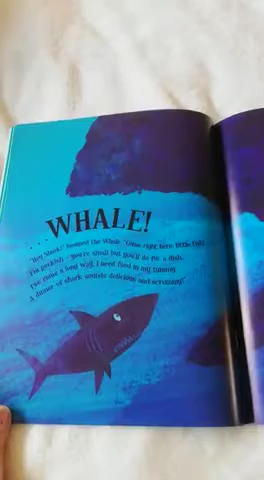 ...WHALE!
"Hey Shark!" boomed the Whale. "Come right here, little fish!
I'm peckish - you're small but you'll do for a dish.
I've come a long way, I need food in my tummy.
A dinner of shark sounds delicious and scrummy!"